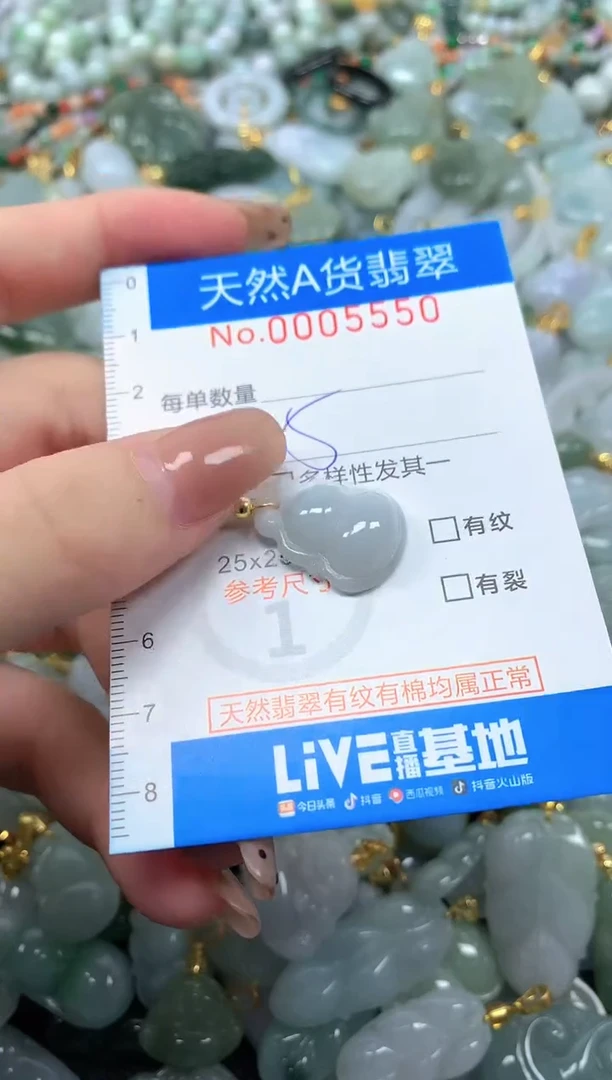 天然A货翡翠
No.0005550
每单数量
多样性发其一
25x2
参考尺寸
□有纹
□有裂
1
天然翡翠有纹有棉均属正常
LiVE直播基地
今日头条 抖音 西瓜视频 抖音火山版
0
1
2
6
7
8